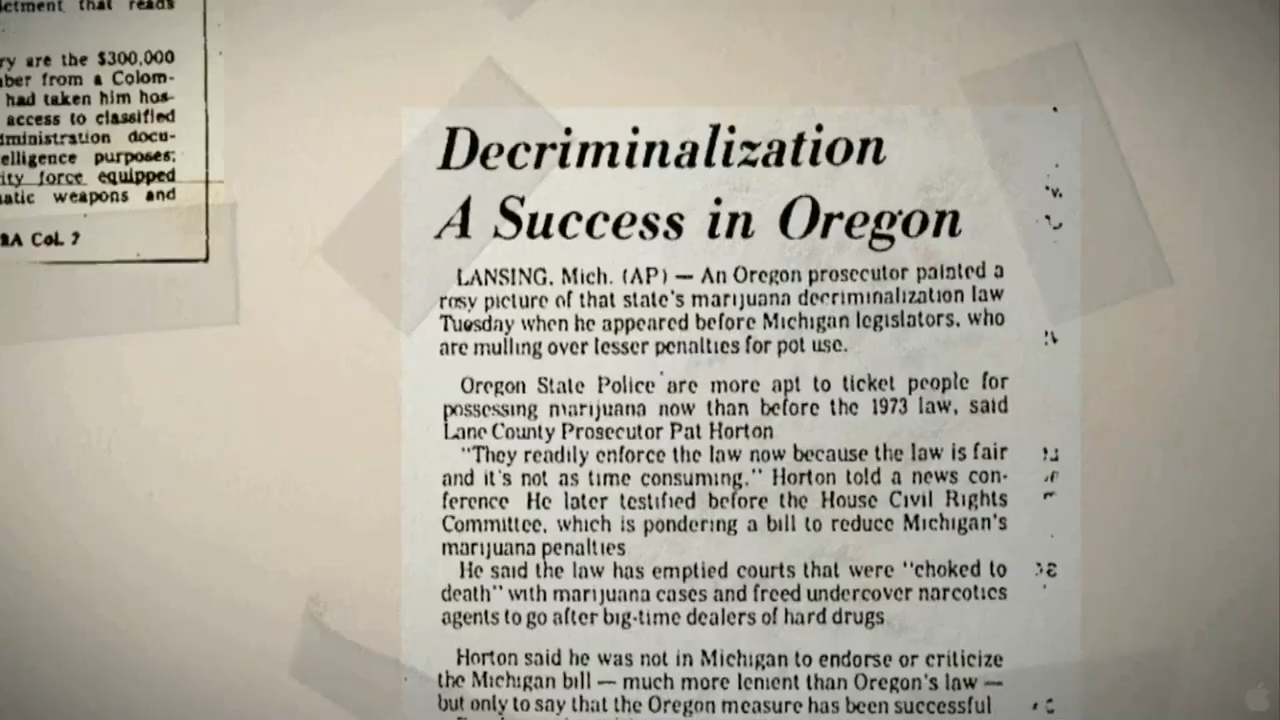 ctment that reads
ry are the $300,000
ber from a Colom-
had taken him hos-
access to classified
dministration docu-
elligence purposes;
ity force equipped
atic weapons and
8A Col. 7
Decriminalization
A Success in Oregon
LANSING, Mich. (AP) — An Oregon prosecutor painted a
rosy picture of that state's marijuana decriminalization law
Tuesday when he appeared before Michigan legislators, who
are mulling over lesser penalties for pot use.
Oregon State Police are more apt to ticket people for
possessing marijuana now than before the 1973 law, said
Lane County Prosecutor Pat Horton
"They readily enforce the law now because the law is fair
and it's not as time consuming." Horton told a news con-
ference He later testified before the House Civil Rights
Committee, which is pondering a bill to reduce Michigan's
marijuana penalties
He said the law has emptied courts that were "choked to
death" with marijuana cases and freed undercover narcotics
agents to go after big-time dealers of hard drugs
Horton said he was not in Michigan to endorse or criticize
the Michigan bill — much more lenient than Oregon's law —
but only to say that the Oregon measure has been successful